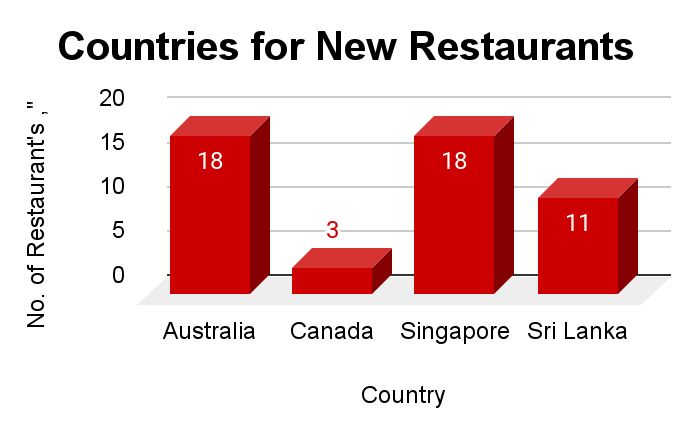 Countries for New Restaurants
No. of Restaurant's ,"
20
15
10
5
0
18
3
18
11
Australia
Canada
Singapore
Sri Lanka
Country